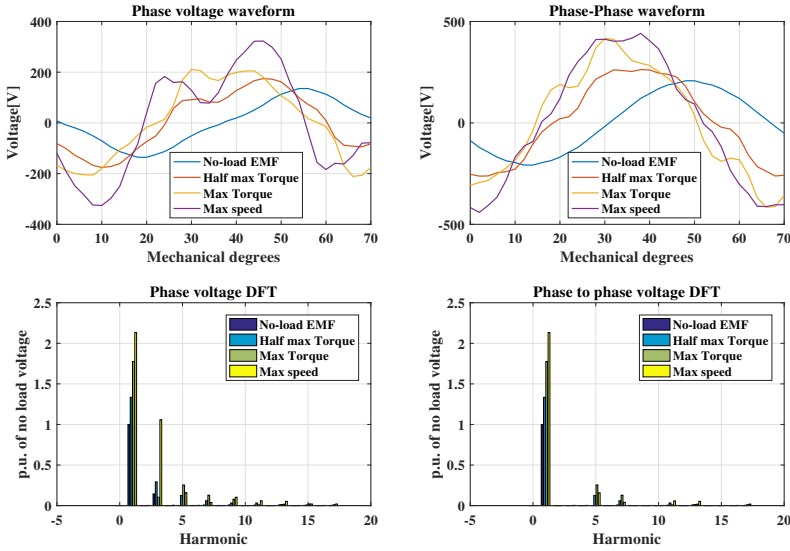 Phase voltage waveform
Voltage[V]
400
200
0
-200
-400
0 10 20 30 40 50 60 70
Mechanical degrees
No-load EMF
Half max Torque
Max Torque
Max speed
Phase-Phase waveform
Voltage[V]
500
0
-500
0 10 20 30 40 50 60 70
Mechanical degrees
No-load EMF
Half max Torque
Max Torque
Max speed
Phase voltage DFT
p.u. of no load voltage
2.5
2
1.5
1
0.5
0
-5 0 5 10 15 20
Harmonic
No-load EMF
Half max Torque
Max Torque
Max speed
Phase to phase voltage DFT
p.u. of no load voltage
2.5
2
1.5
1
0.5
0
-5 0 5 10 15 20
Harmonic
No-load EMF
Half max Torque
Max Torque
Max speed